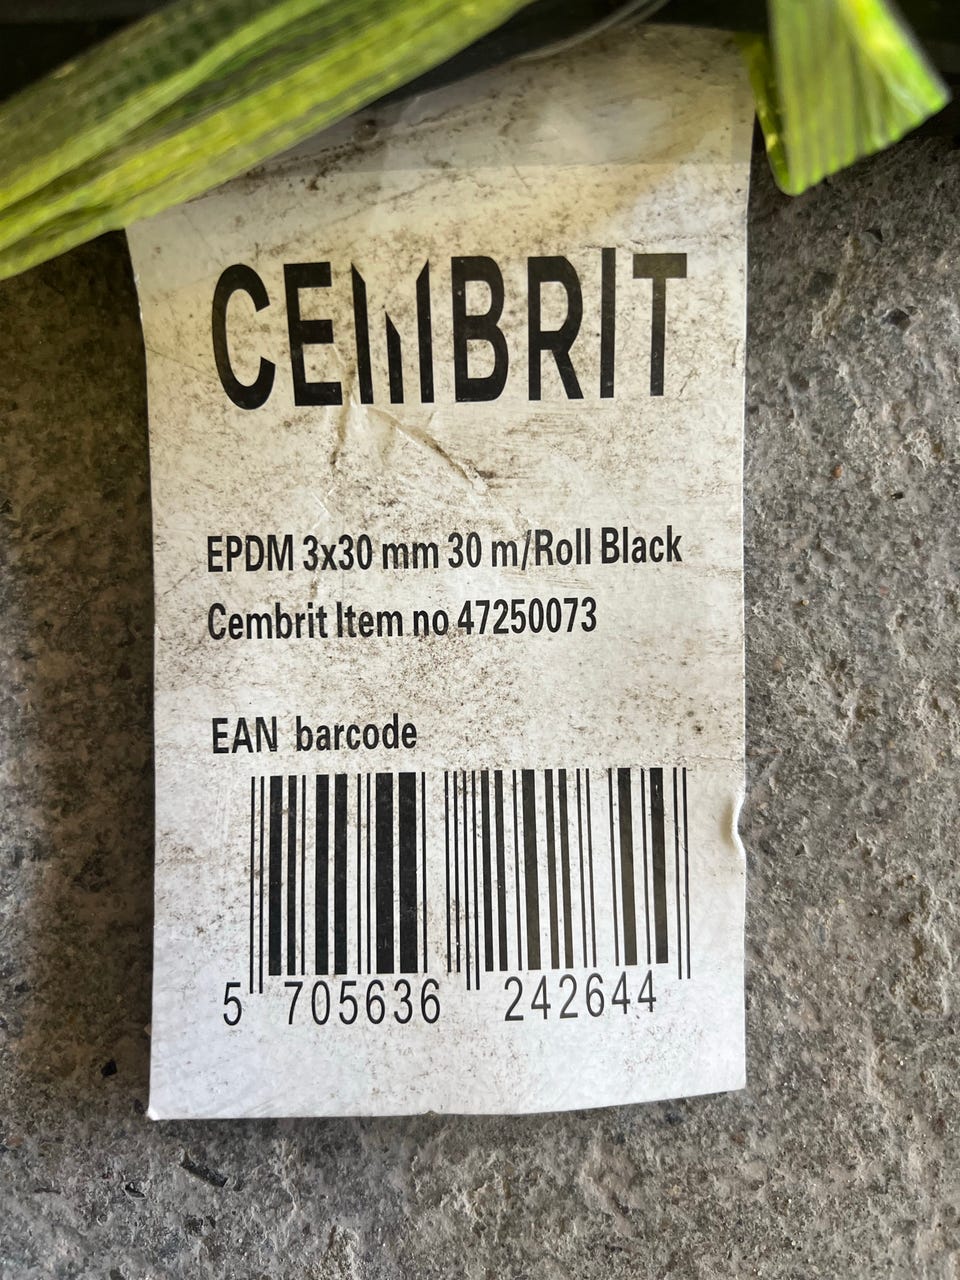 CEMBRIT
EPDM 3x30 mm 30 m/Roll Black
Cembrit Item no 47250073
EAN barcode
5 705636 242644